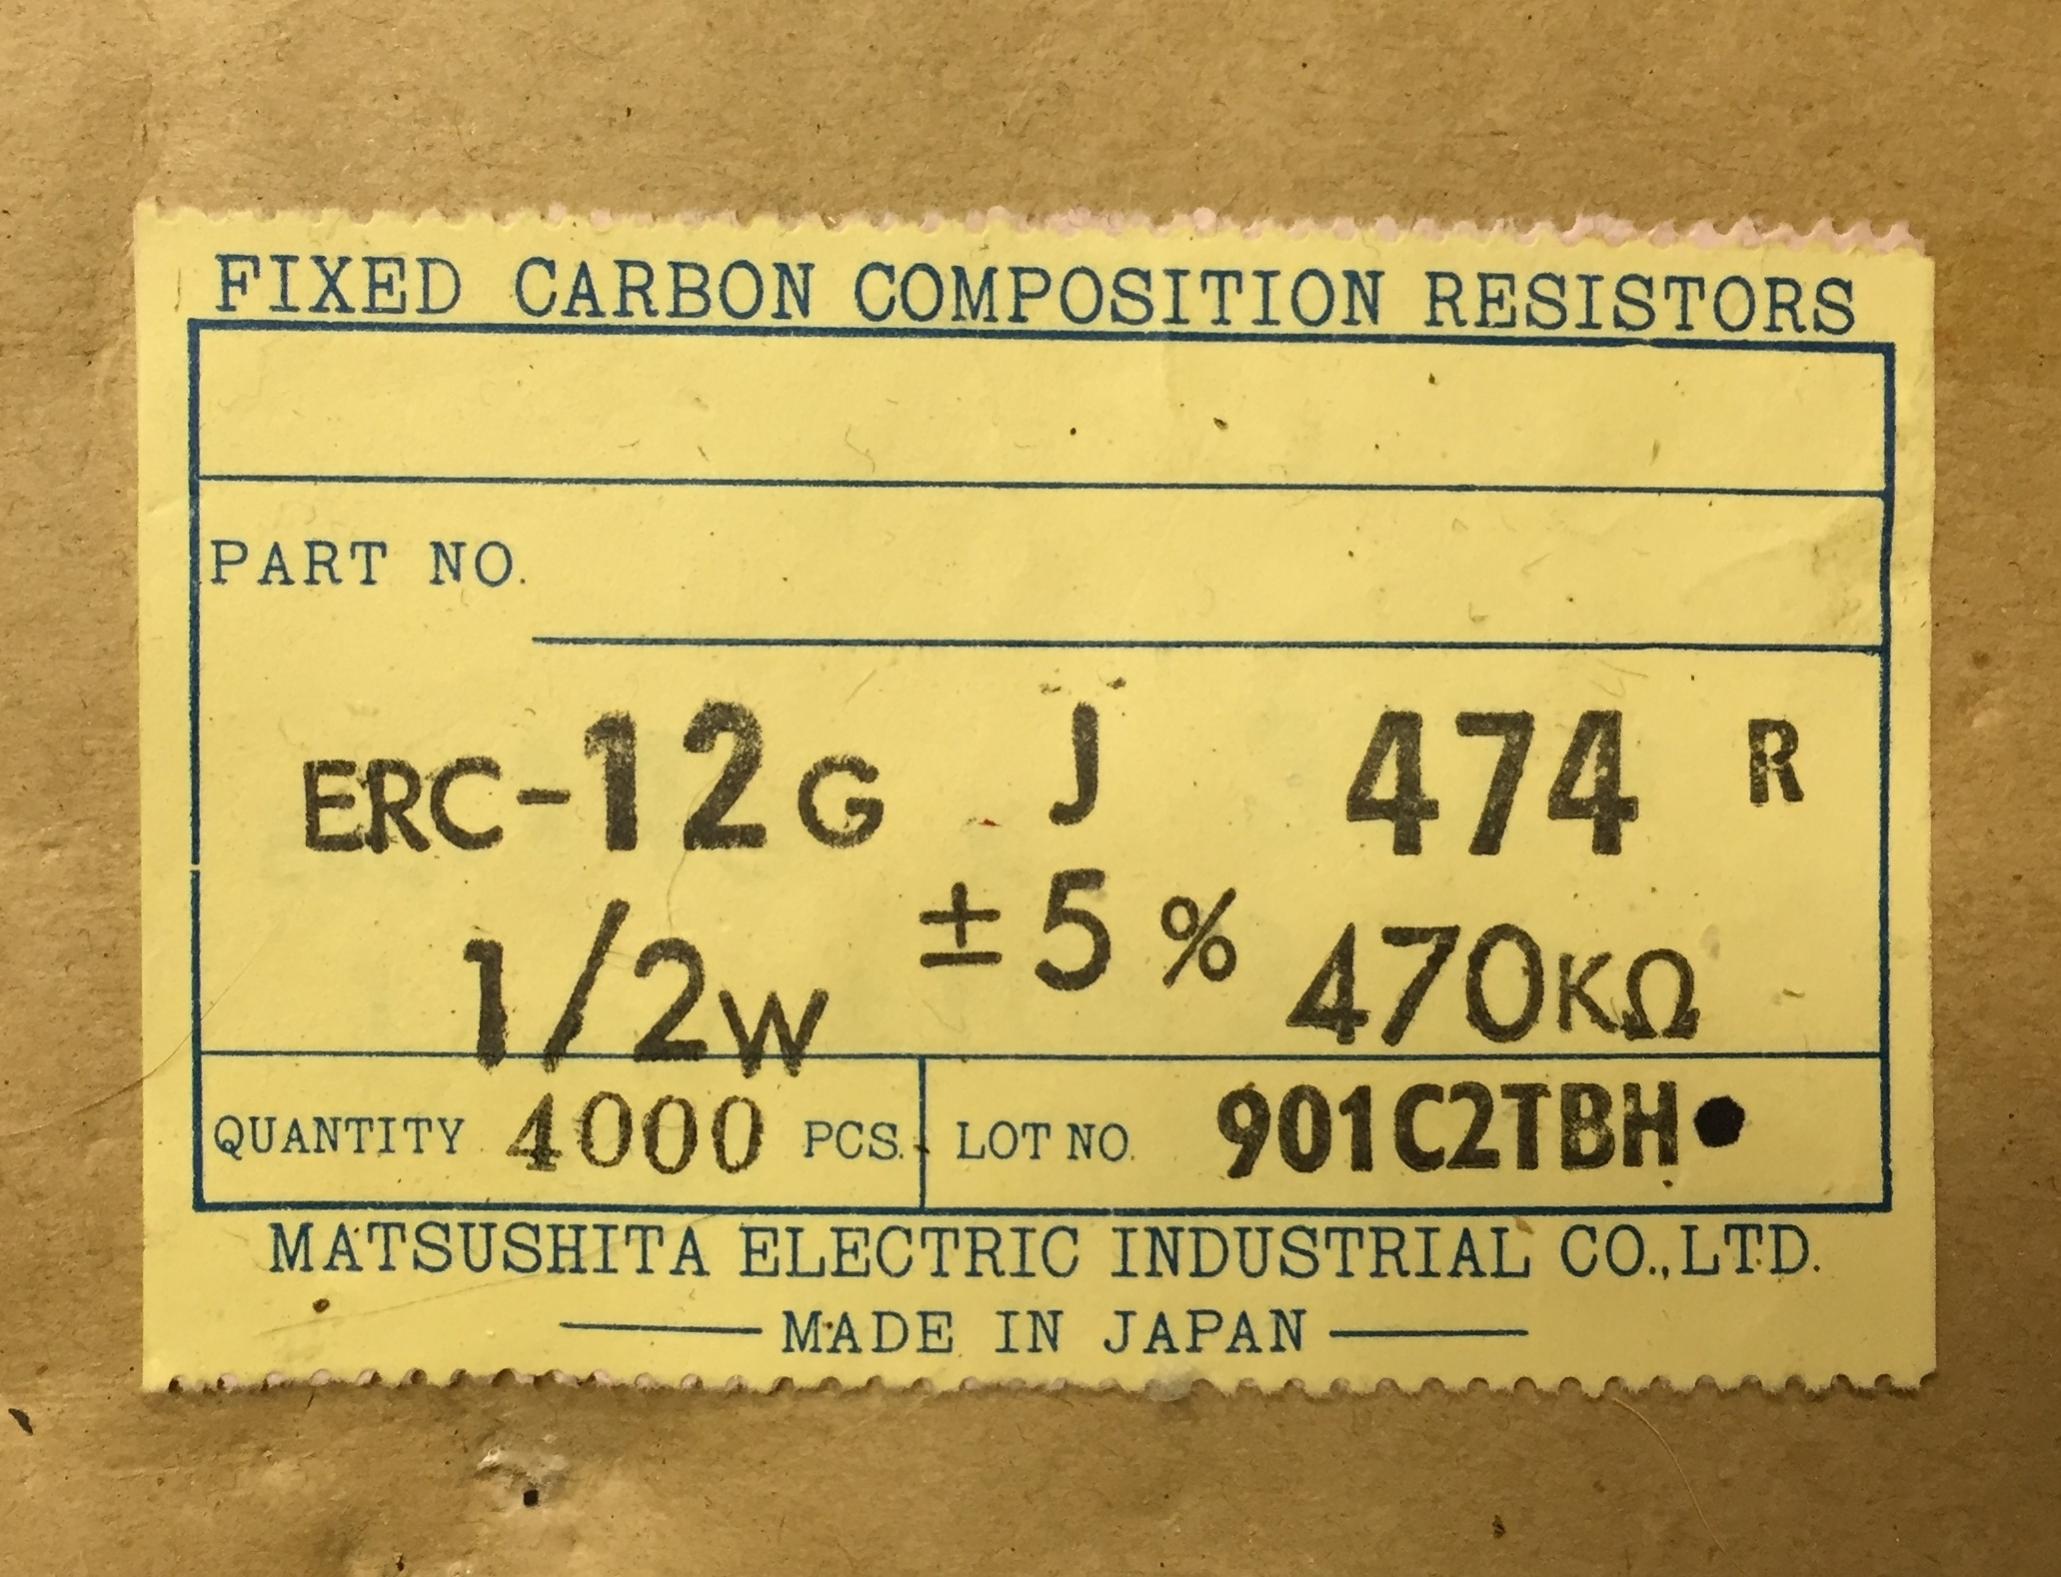 FIXED CARBON COMPOSITION RESISTORS
PART NO.
ERC-12G J 474 R
1/2W ±5% 470KΩ
QUANTITY 4000 PCS. LOT NO. 901C2TBH●
MATSUSHITA ELECTRIC INDUSTRIAL CO.,LTD.
MADE IN JAPAN